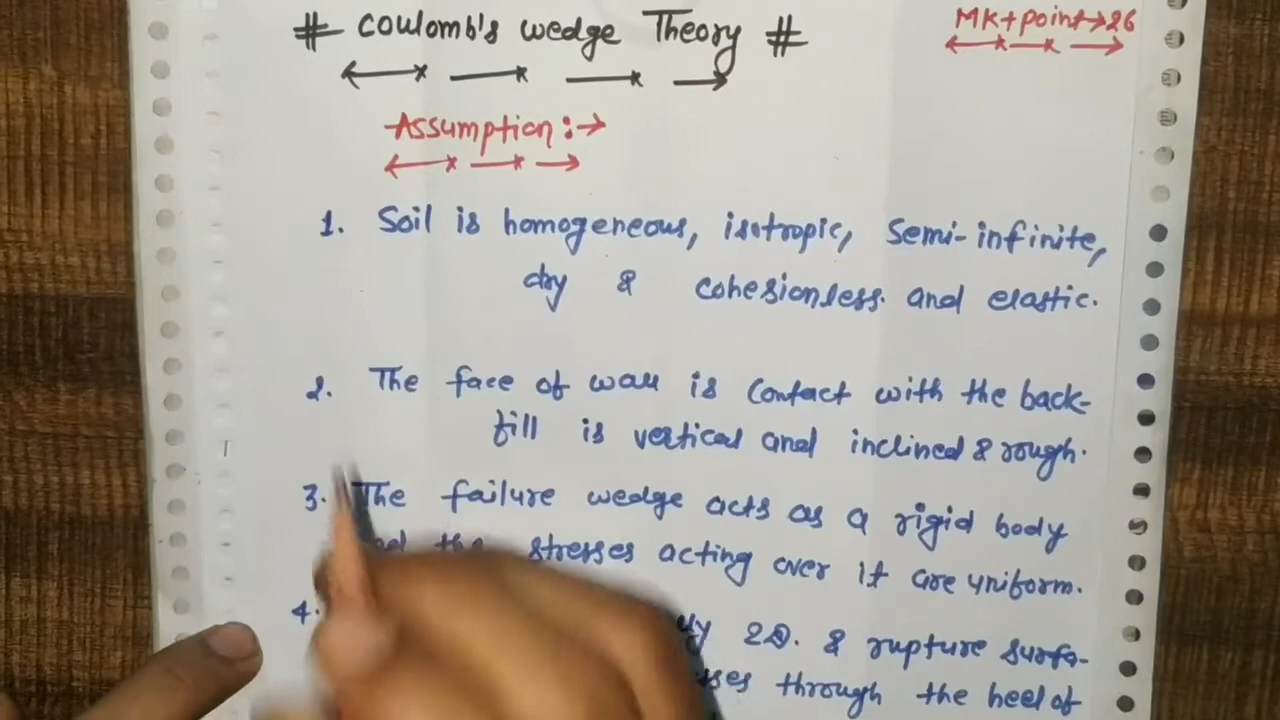 # Coulomb's wedge Theory #
MK+point→26
Assumption:→
1. Soil is homogeneous, isotropic, Semi-infinite,
dry & cohesionless. and elastic.
2. The face of wall is Contact with the back-
fill is vertical and inclined & rough.
3. The failure wedge acts as a rigid body
the stresses acting over it are uniform.
4. 2D. & rupture surfa-
through the heel of